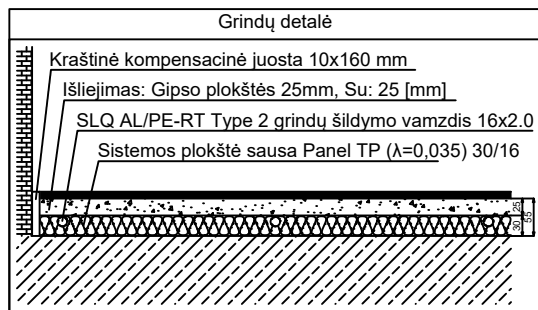 Grindų detalė
Kraštinė kompensacinė juosta 10x160 mm
Išliejimas: Gipso plokštės 25mm, Su: 25 [mm]
SLQ AL/PE-RT Type 2 grindų šildymo vamzdis 16x2.0
Sistemos plokštė sausa Panel TP (λ=0,035) 30/16
25
55
30